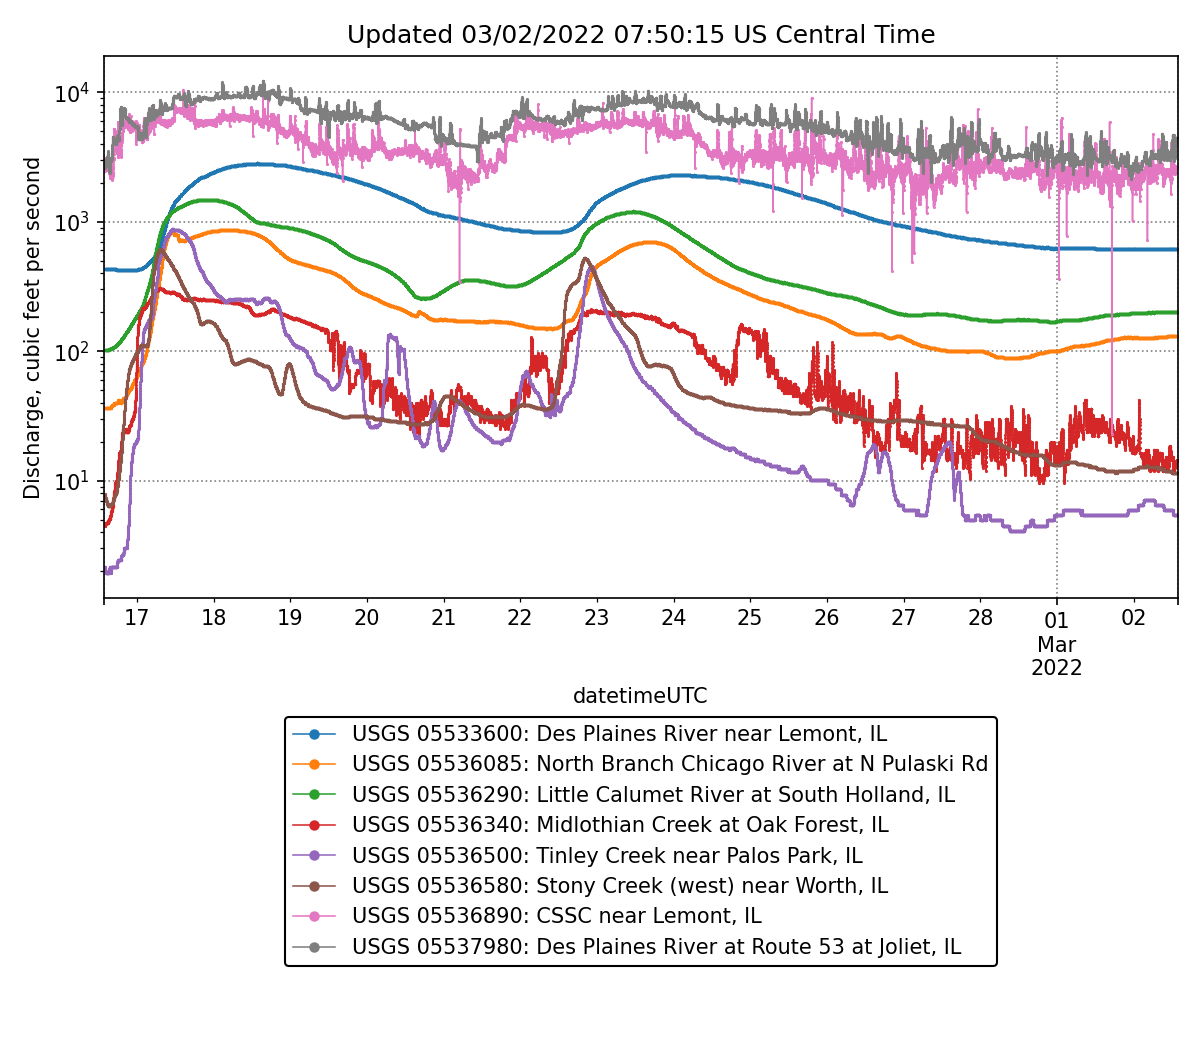 Updated 03/02/2022 07:50:15 US Central Time
Discharge, cubic feet per second
10^4
10^3
10^2
10^1
17 18 19 20 21 22 23 24 25 26 27 28 01 02
Mar
2022
datetimeUTC
USGS 05533600: Des Plaines River near Lemont, IL
USGS 05536085: North Branch Chicago River at N Pulaski Rd
USGS 05536290: Little Calumet River at South Holland, IL
USGS 05536340: Midlothian Creek at Oak Forest, IL
USGS 05536500: Tinley Creek near Palos Park, IL
USGS 05536580: Stony Creek (west) near Worth, IL
USGS 05536890: CSSC near Lemont, IL
USGS 05537980: Des Plaines River at Route 53 at Joliet, IL